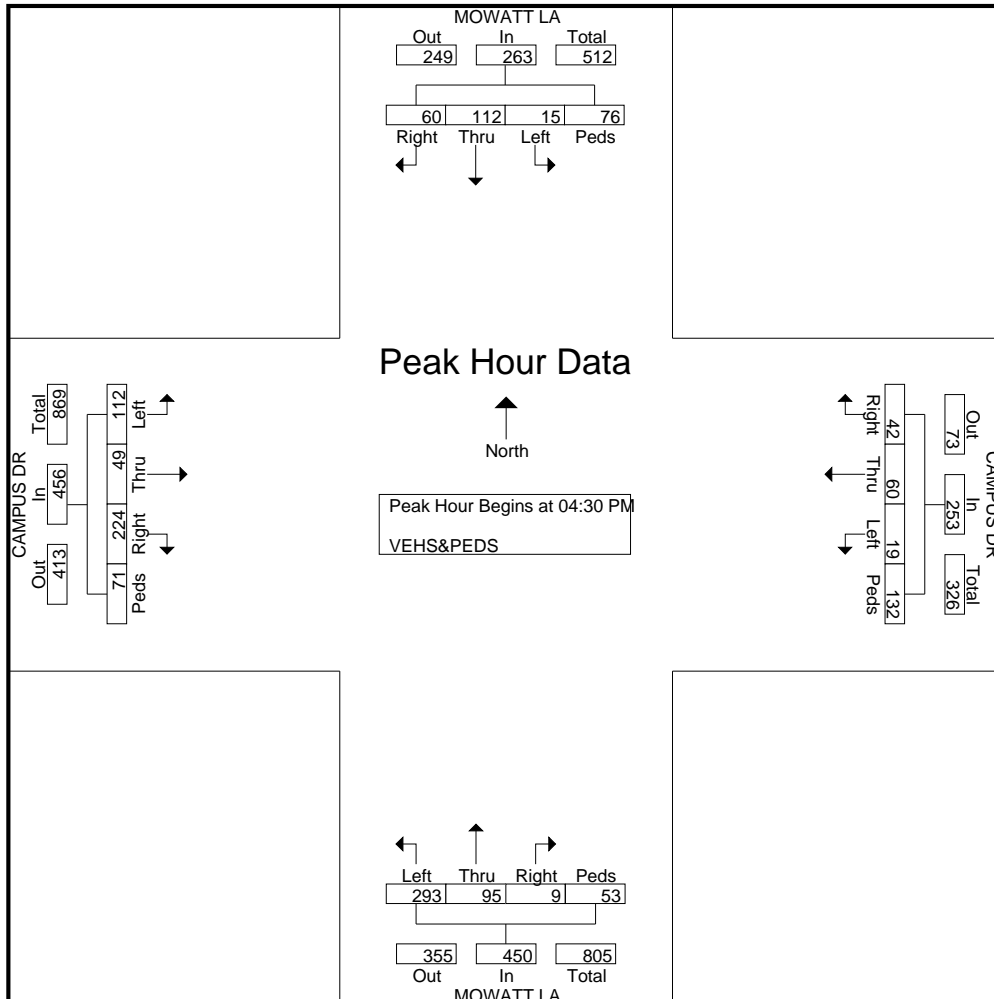 MOWATT LA
Out In Total
249 263 512
60 112 15 76
Right Thru Left Peds
Peak Hour Data
North
Peak Hour Begins at 04:30 PM
VEHS&PEDS
CAMPUS DR
Total In Out
869 456 413
112 49 224 71
Left Thru Right Peds
Right Thru Left Peds
42 60 19 132
Out In Total
73 253 326
CAMPUS DR
Left Thru Right Peds
293 95 9 53
355 450 805
Out In Total
MOWATT LA